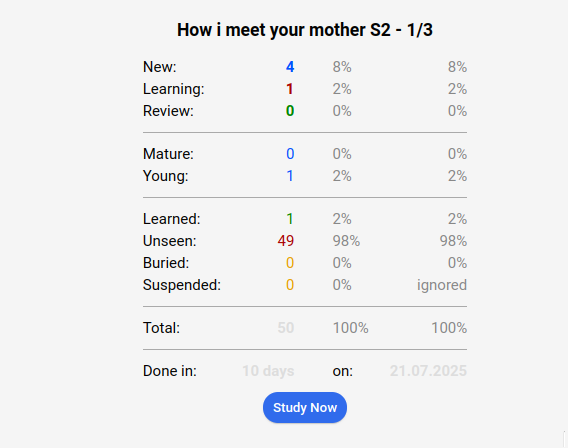 How i meet your mother S2 - 1/3
New: 4 8% 8%
Learning: 1 2% 2%
Review: 0 0% 0%
Mature: 0 0% 0%
Young: 1 2% 2%
Learned: 1 2% 2%
Unseen: 49 98% 98%
Buried: 0 0% 0%
Suspended: 0 0% ignored
Total: 50 100% 100%
Done in: 10 days on: 21.07.2025
Study Now